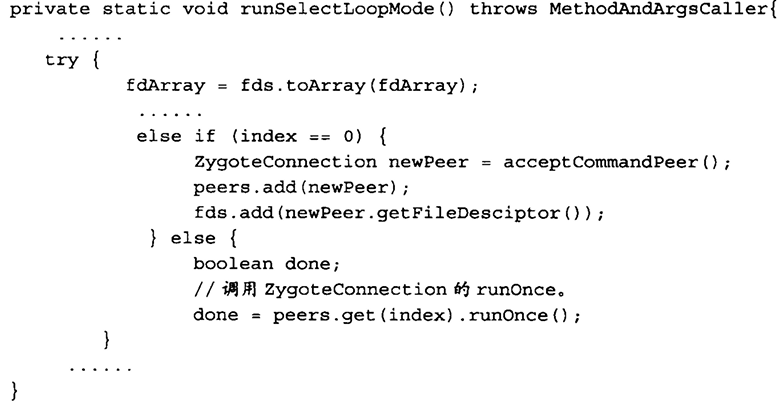 private static void runSelectLoopMode() throws MethodAndArgsCaller{
......
try {
fdArray = fds.toArray(fdArray);
......
else if (index == 0) {
ZygoteConnection newPeer = acceptCommandPeer();
peers.add(newPeer);
fds.add(newPeer.getFileDesciptor());
} else {
boolean done;
//调用 ZygoteConnection 的 runOnce。
done = peers.get(index).runOnce();
}
......
}